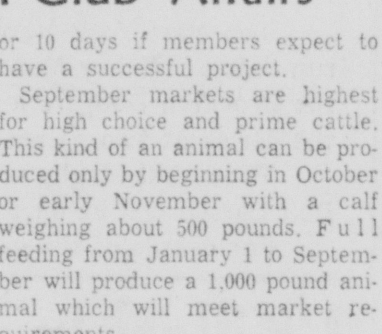 Club Affairs
or 10 days if members expect to
have a successful project.
September markets are highest
for high choice and prime cattle.
This kind of an animal can be pro-
duced only by beginning in October
or early November with a calf
weighing about 500 pounds. Full
feeding from January 1 to Septem-
ber will produce a 1,000 pound ani-
mal which will meet market re-
quirements